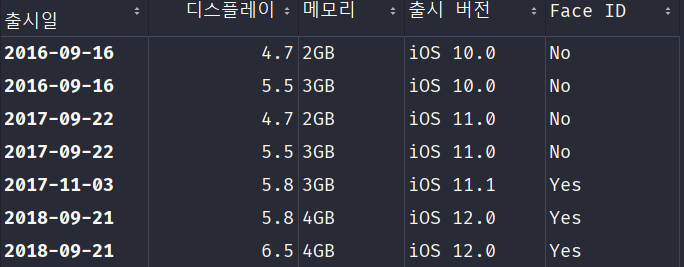 출시일 디스플레이 메모리 출시 버전 Face ID
2016-09-16 4.7 2GB iOS 10.0 No
2016-09-16 5.5 3GB iOS 10.0 No
2017-09-22 4.7 2GB iOS 11.0 No
2017-09-22 5.5 3GB iOS 11.0 No
2017-11-03 5.8 3GB iOS 11.1 Yes
2018-09-21 5.8 4GB iOS 12.0 Yes
2018-09-21 6.5 4GB iOS 12.0 Yes